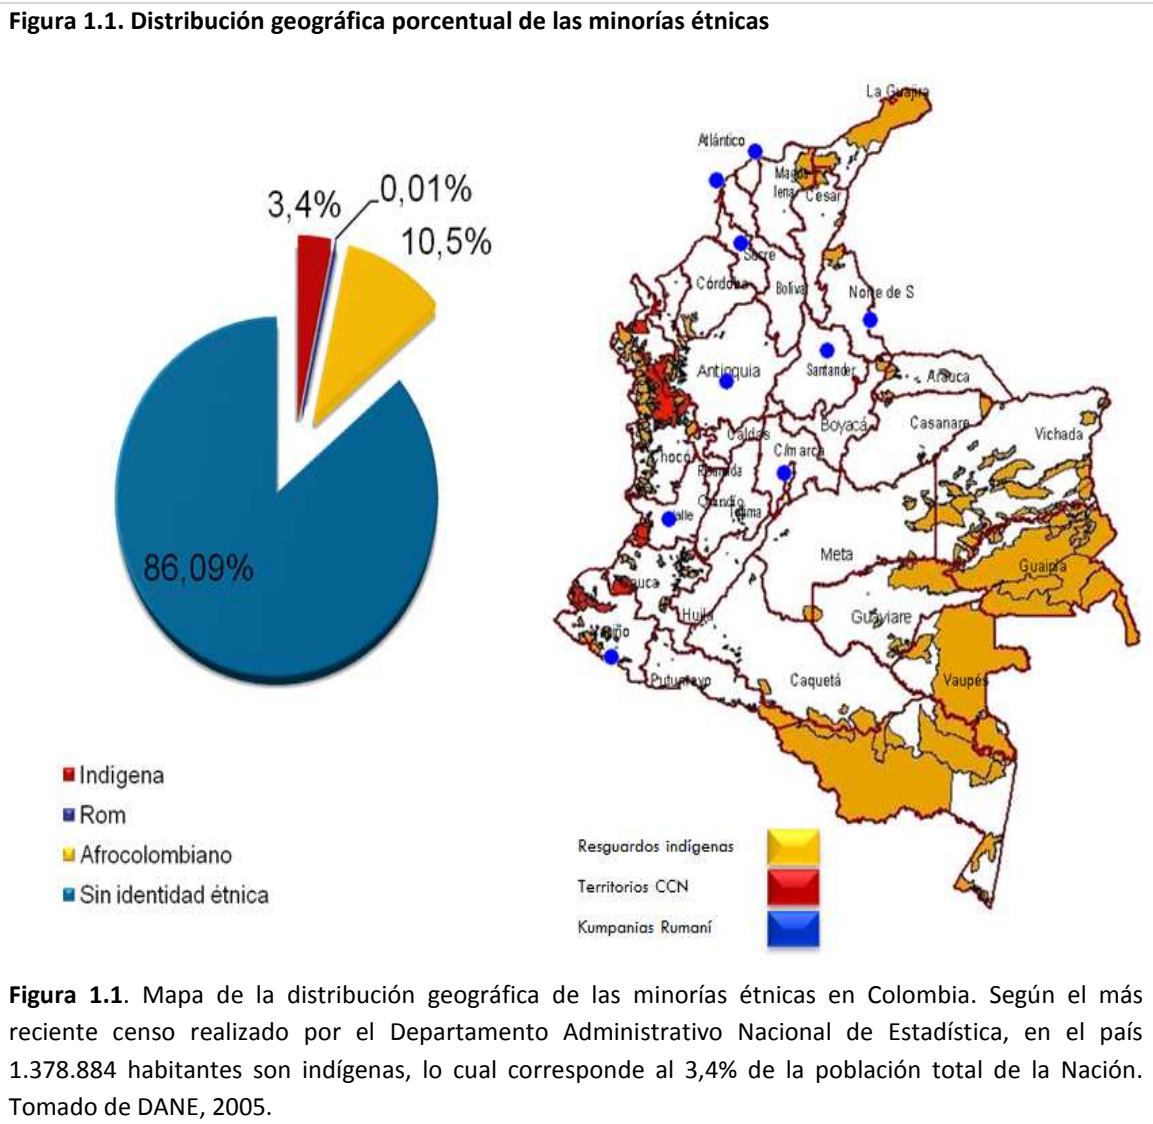 Figura 1.1. Distribución geográfica porcentual de las minorías étnicas
3,4%
0,01%
10,5%
86,09%
Indigena
Rom
Afrocolombiano
Sin identidad étnica
La Guajira
Atlántico
Magdalena
Cesar
Sucre
Córdoba
Bolivar
Norte de S
Antioquia
Santander
Arauca
Boyacá
Casanare
Caldas
C/marca
Vichada
Chocó
Risaralda
Quindío
Tolima
Valle
Meta
Guainía
Cauca
Huila
Guaviare
Nariño
Putumayo
Caquetá
Vaupés
Resguardos indígenas
Territorios CCN
Kumpanias Rumaní
Figura 1.1. Mapa de la distribución geográfica de las minorías étnicas en Colombia. Según el más
reciente censo realizado por el Departamento Administrativo Nacional de Estadística, en el país
1.378.884 habitantes son indígenas, lo cual corresponde al 3,4% de la población total de la Nación.
Tomado de DANE, 2005.